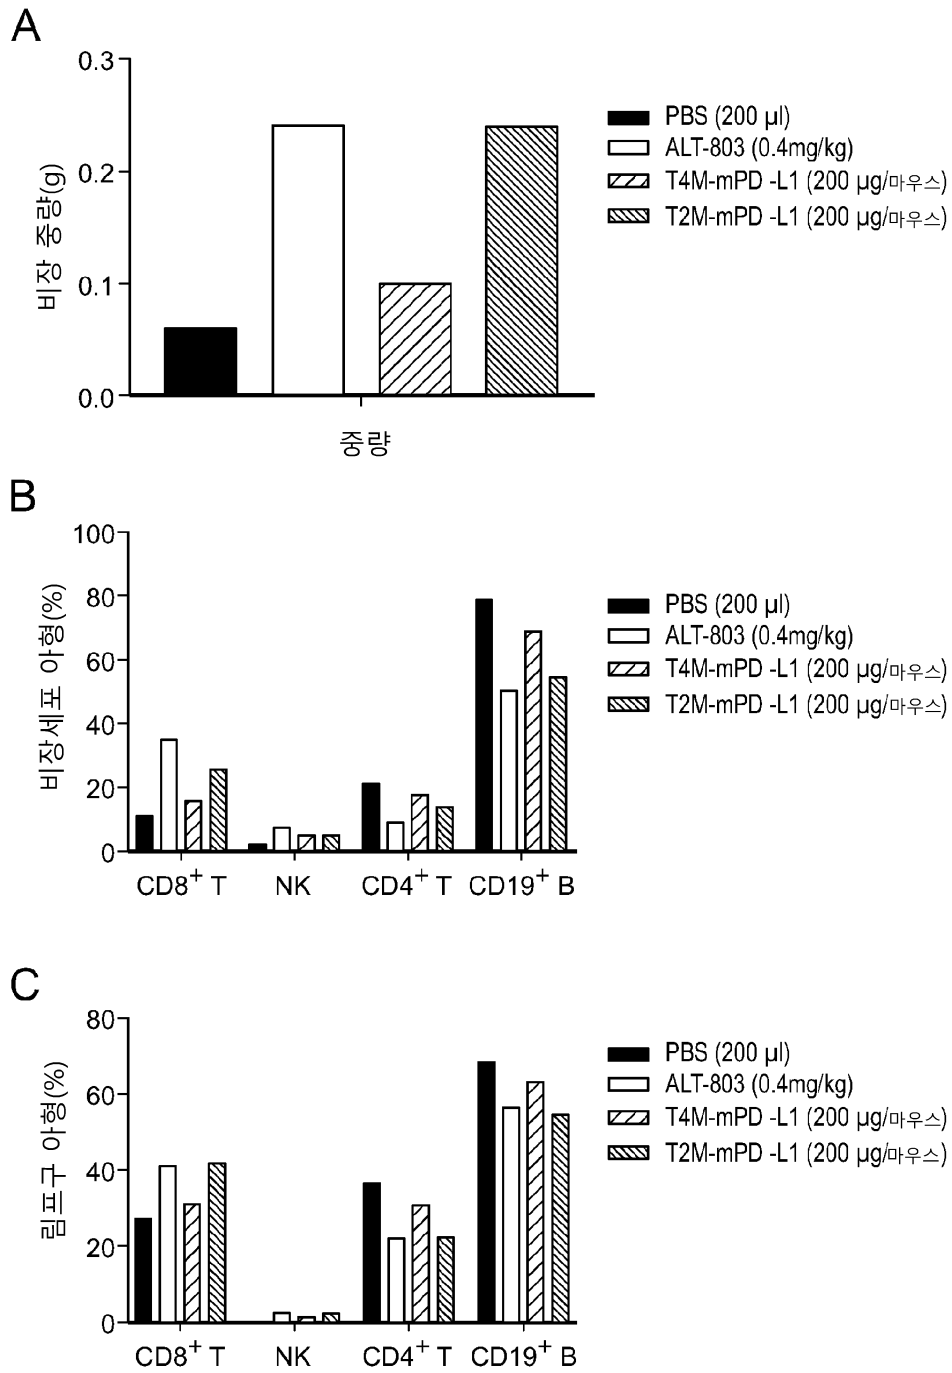 A
비장 중량(g)
0.3
0.2
0.1
0.0
중량
PBS (200 µl)
ALT-803 (0.4mg/kg)
T4M-mPD -L1 (200 µg/마우스)
T2M-mPD -L1 (200 µg/마우스)
B
비장세포 아형(%)
100
80
60
40
20
0
CD8+ T NK CD4+ T CD19+ B
PBS (200 µl)
ALT-803 (0.4mg/kg)
T4M-mPD -L1 (200 µg/마우스)
T2M-mPD -L1 (200 µg/마우스)
C
림프구 아형(%)
80
60
40
20
0
CD8+ T NK CD4+ T CD19+ B
PBS (200 µl)
ALT-803 (0.4mg/kg)
T4M-mPD -L1 (200 µg/마우스)
T2M-mPD -L1 (200 µg/마우스)